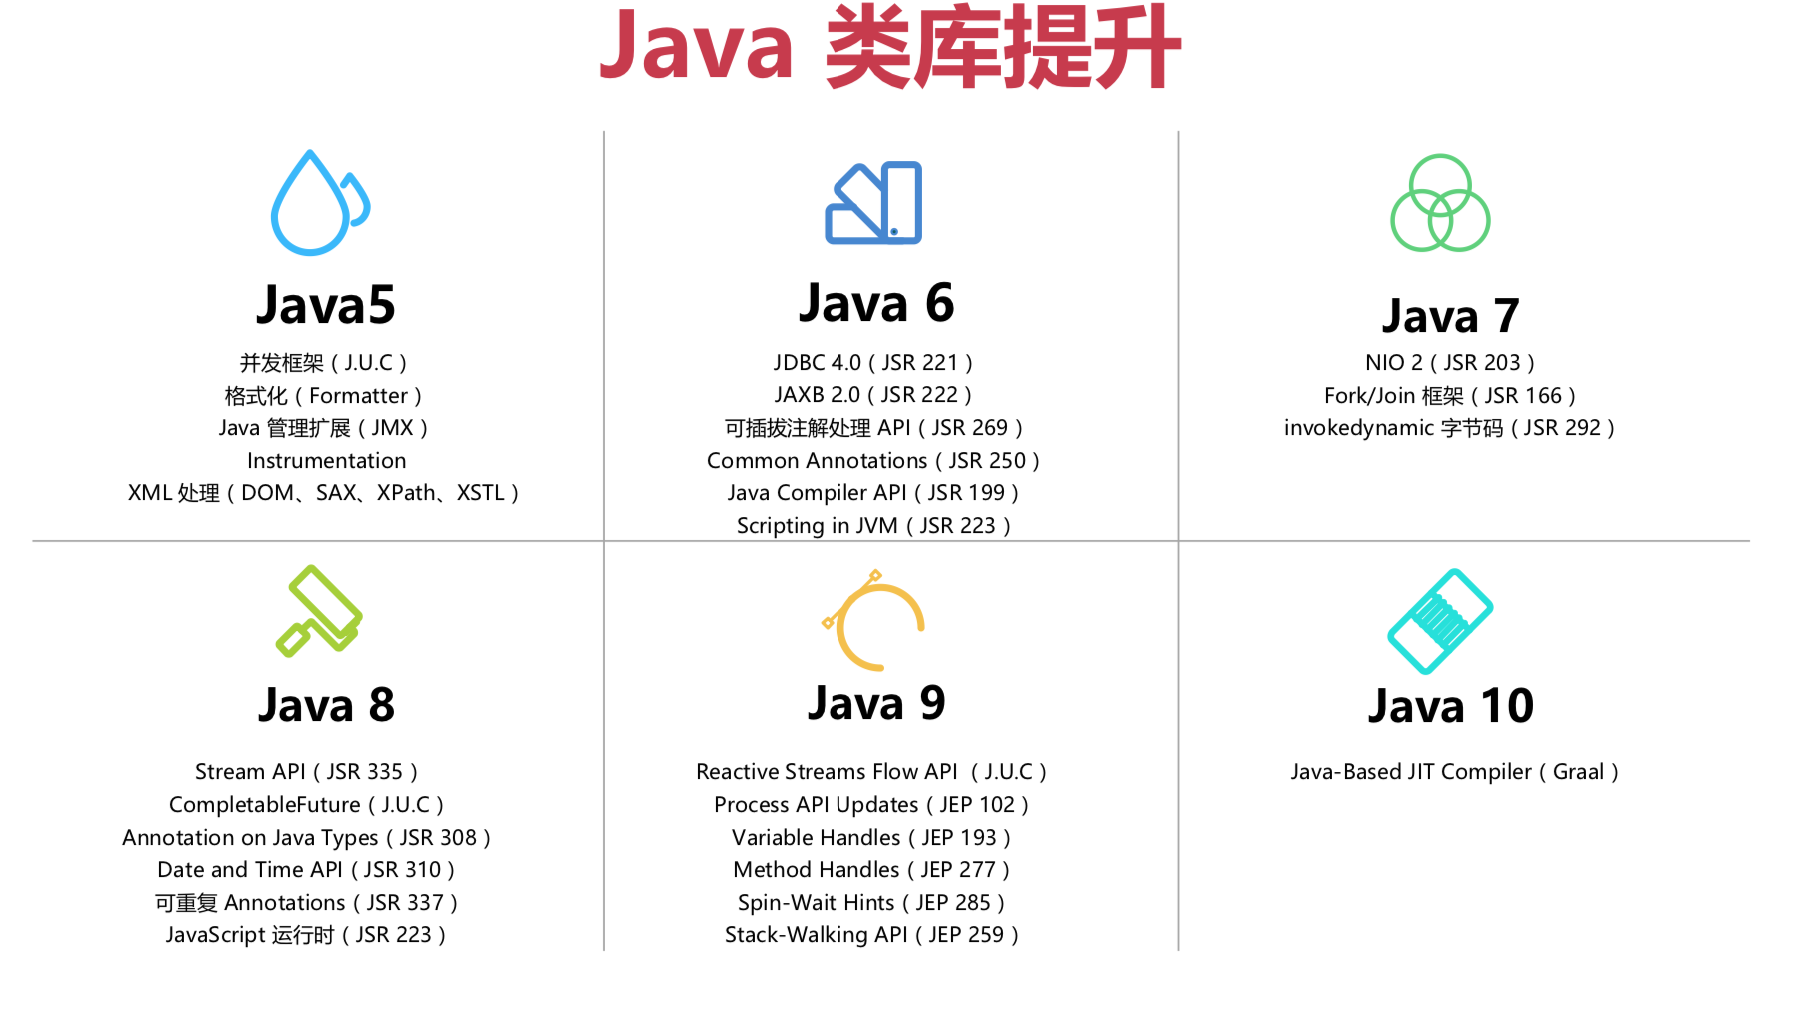 Java 类库提升
Java5
并发框架 ( J.U.C )
格式化 ( Formatter )
Java 管理扩展 ( JMX )
Instrumentation
XML 处理 ( DOM、SAX、XPath、XSTL )
Java 6
JDBC 4.0 ( JSR 221 )
JAXB 2.0 ( JSR 222 )
可插拔注解处理 API ( JSR 269 )
Common Annotations ( JSR 250 )
Java Compiler API ( JSR 199 )
Scripting in JVM ( JSR 223 )
Java 7
NIO 2 ( JSR 203 )
Fork/Join 框架 ( JSR 166 )
invokedynamic 字节码 ( JSR 292 )
Java 8
Stream API ( JSR 335 )
CompletableFuture ( J.U.C )
Annotation on Java Types ( JSR 308 )
Date and Time API ( JSR 310 )
可重复 Annotations ( JSR 337 )
JavaScript 运行时 ( JSR 223 )
Java 9
Reactive Streams Flow API ( J.U.C )
Process API Updates ( JEP 102 )
Variable Handles ( JEP 193 )
Method Handles ( JEP 277 )
Spin-Wait Hints ( JEP 285 )
Stack-Walking API ( JEP 259 )
Java 10
Java-Based JIT Compiler ( Graal )